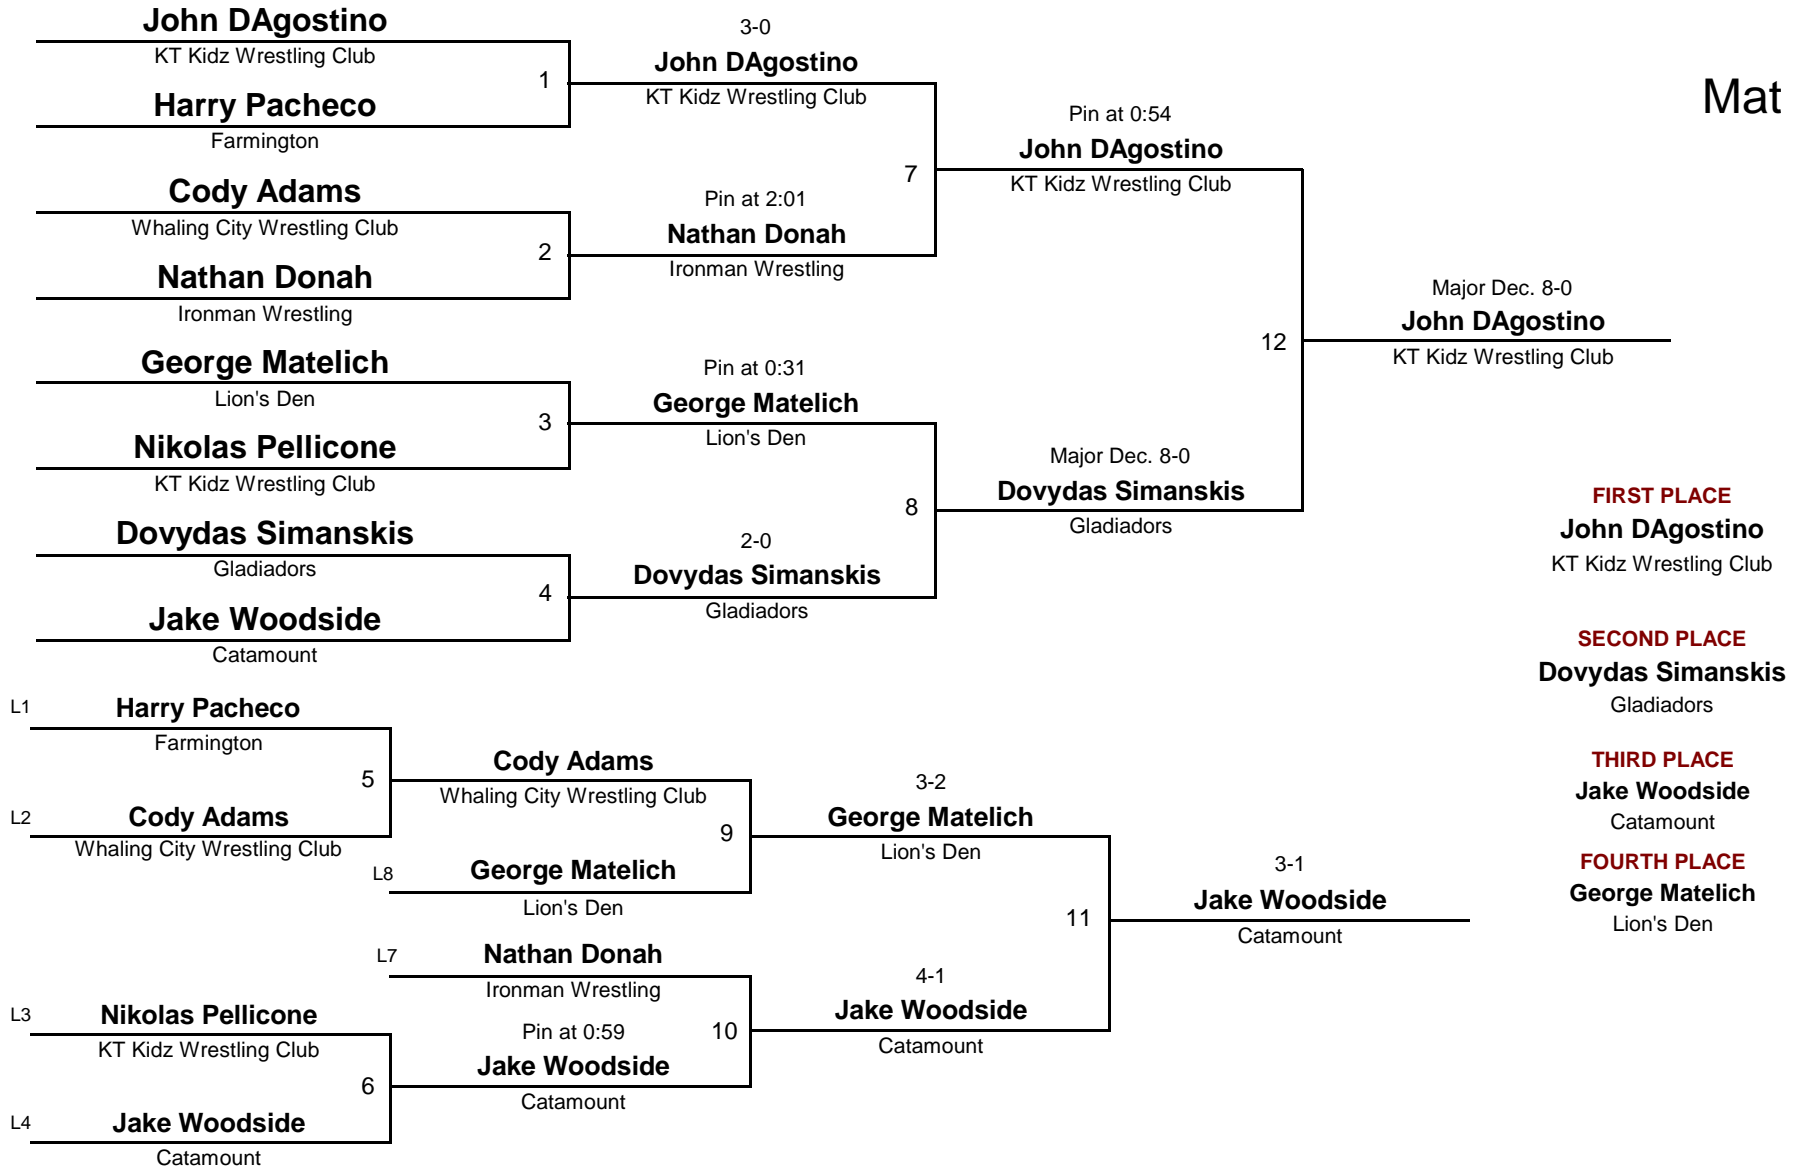 John DAgostino
KT Kidz Wrestling Club
1
Harry Pacheco
Farmington
Cody Adams
Whaling City Wrestling Club
2
Nathan Donah
Ironman Wrestling
George Matelich
Lion's Den
3
Nikolas Pellicone
KT Kidz Wrestling Club
Dovydas Simanskis
Gladiadors
4
Jake Woodside
Catamount
3-0
John DAgostino
KT Kidz Wrestling Club
7
Pin at 2:01
Nathan Donah
Ironman Wrestling
Pin at 0:31
George Matelich
Lion's Den
8
2-0
Dovydas Simanskis
Gladiadors
Pin at 0:54
John DAgostino
KT Kidz Wrestling Club
12
Major Dec. 8-0
Dovydas Simanskis
Gladiadors
Major Dec. 8-0
John DAgostino
KT Kidz Wrestling Club
Mat
FIRST PLACE
John DAgostino
KT Kidz Wrestling Club
SECOND PLACE
Dovydas Simanskis
Gladiadors
THIRD PLACE
Jake Woodside
Catamount
FOURTH PLACE
George Matelich
Lion's Den
L1
Harry Pacheco
Farmington
5
L2
Cody Adams
Whaling City Wrestling Club
Cody Adams
Whaling City Wrestling Club
9
L8
George Matelich
Lion's Den
L7
Nathan Donah
Ironman Wrestling
10
L3
Nikolas Pellicone
KT Kidz Wrestling Club
6
L4
Jake Woodside
Catamount
Pin at 0:59
Jake Woodside
Catamount
3-2
George Matelich
Lion's Den
11
4-1
Jake Woodside
Catamount
3-1
Jake Woodside
Catamount